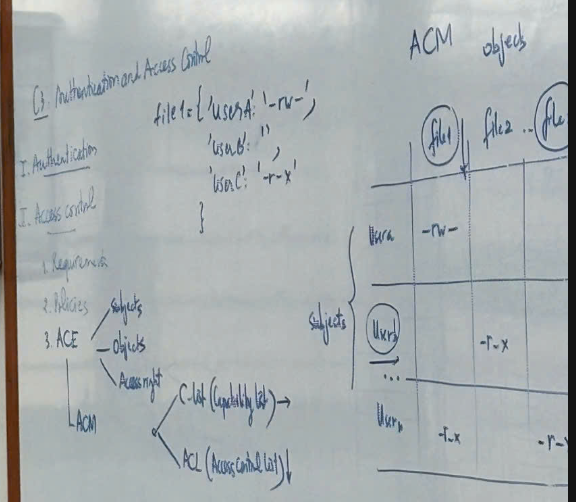 C3: Authentication and Access Control
I. Authentication
I. Access control
1. Requirements
2. Policies
3. ACE
Subjects
Objects
Access right
ACM
C-list (Capability list) →
ACL (Access Control list) ↓
file1={'userA': '-rw-',
'userB': '',
'userC': '-r-x'
}
ACM objects
file1 file2 .. file
Subjects
Usera -rw-
Userb -r-x
...
Usern -r-x -r-x